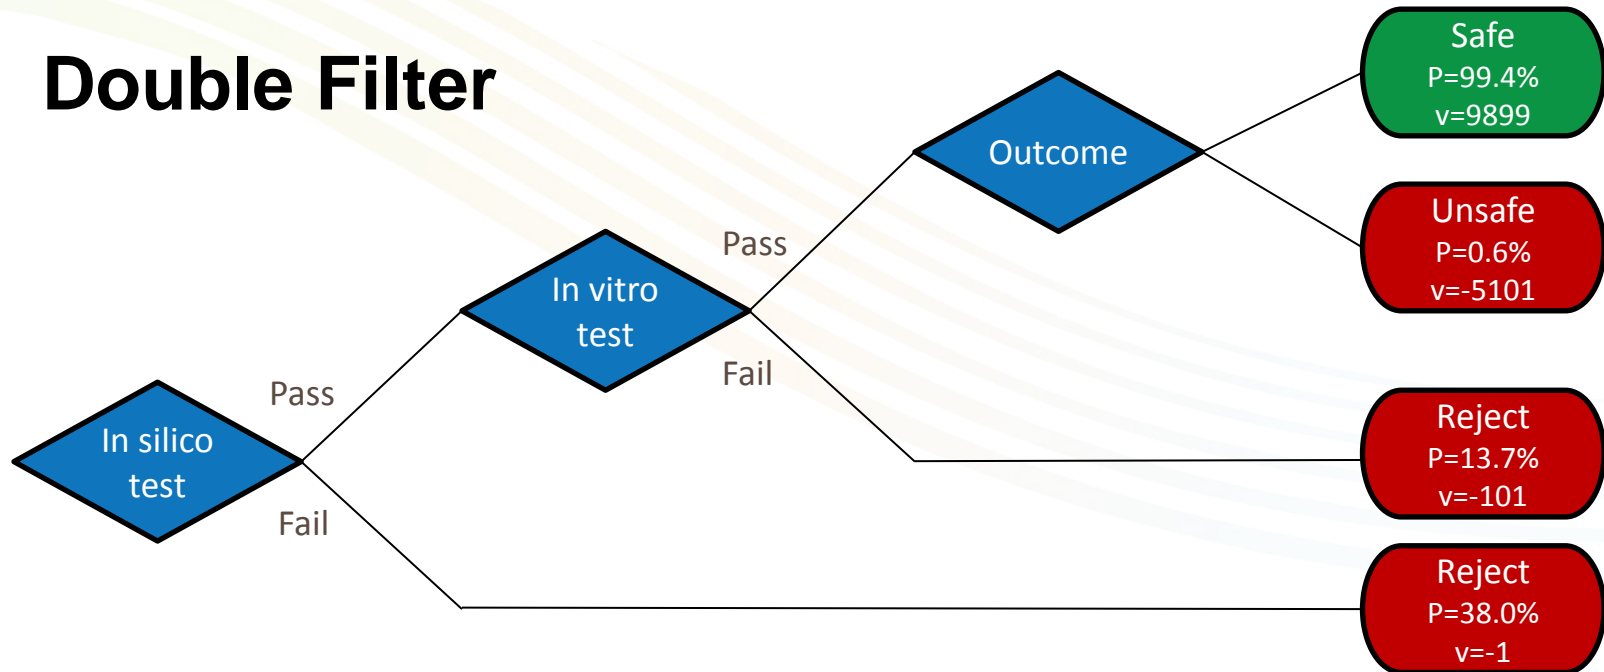 Double Filter
Safe
P=99.4%
v=9899
Outcome
Unsafe
P=0.6%
v=-5101
Pass
In vitro
test
Fail
Pass
Reject
P=13.7%
v=-101
In silico
test
Fail
Reject
P=38.0%
v=-1